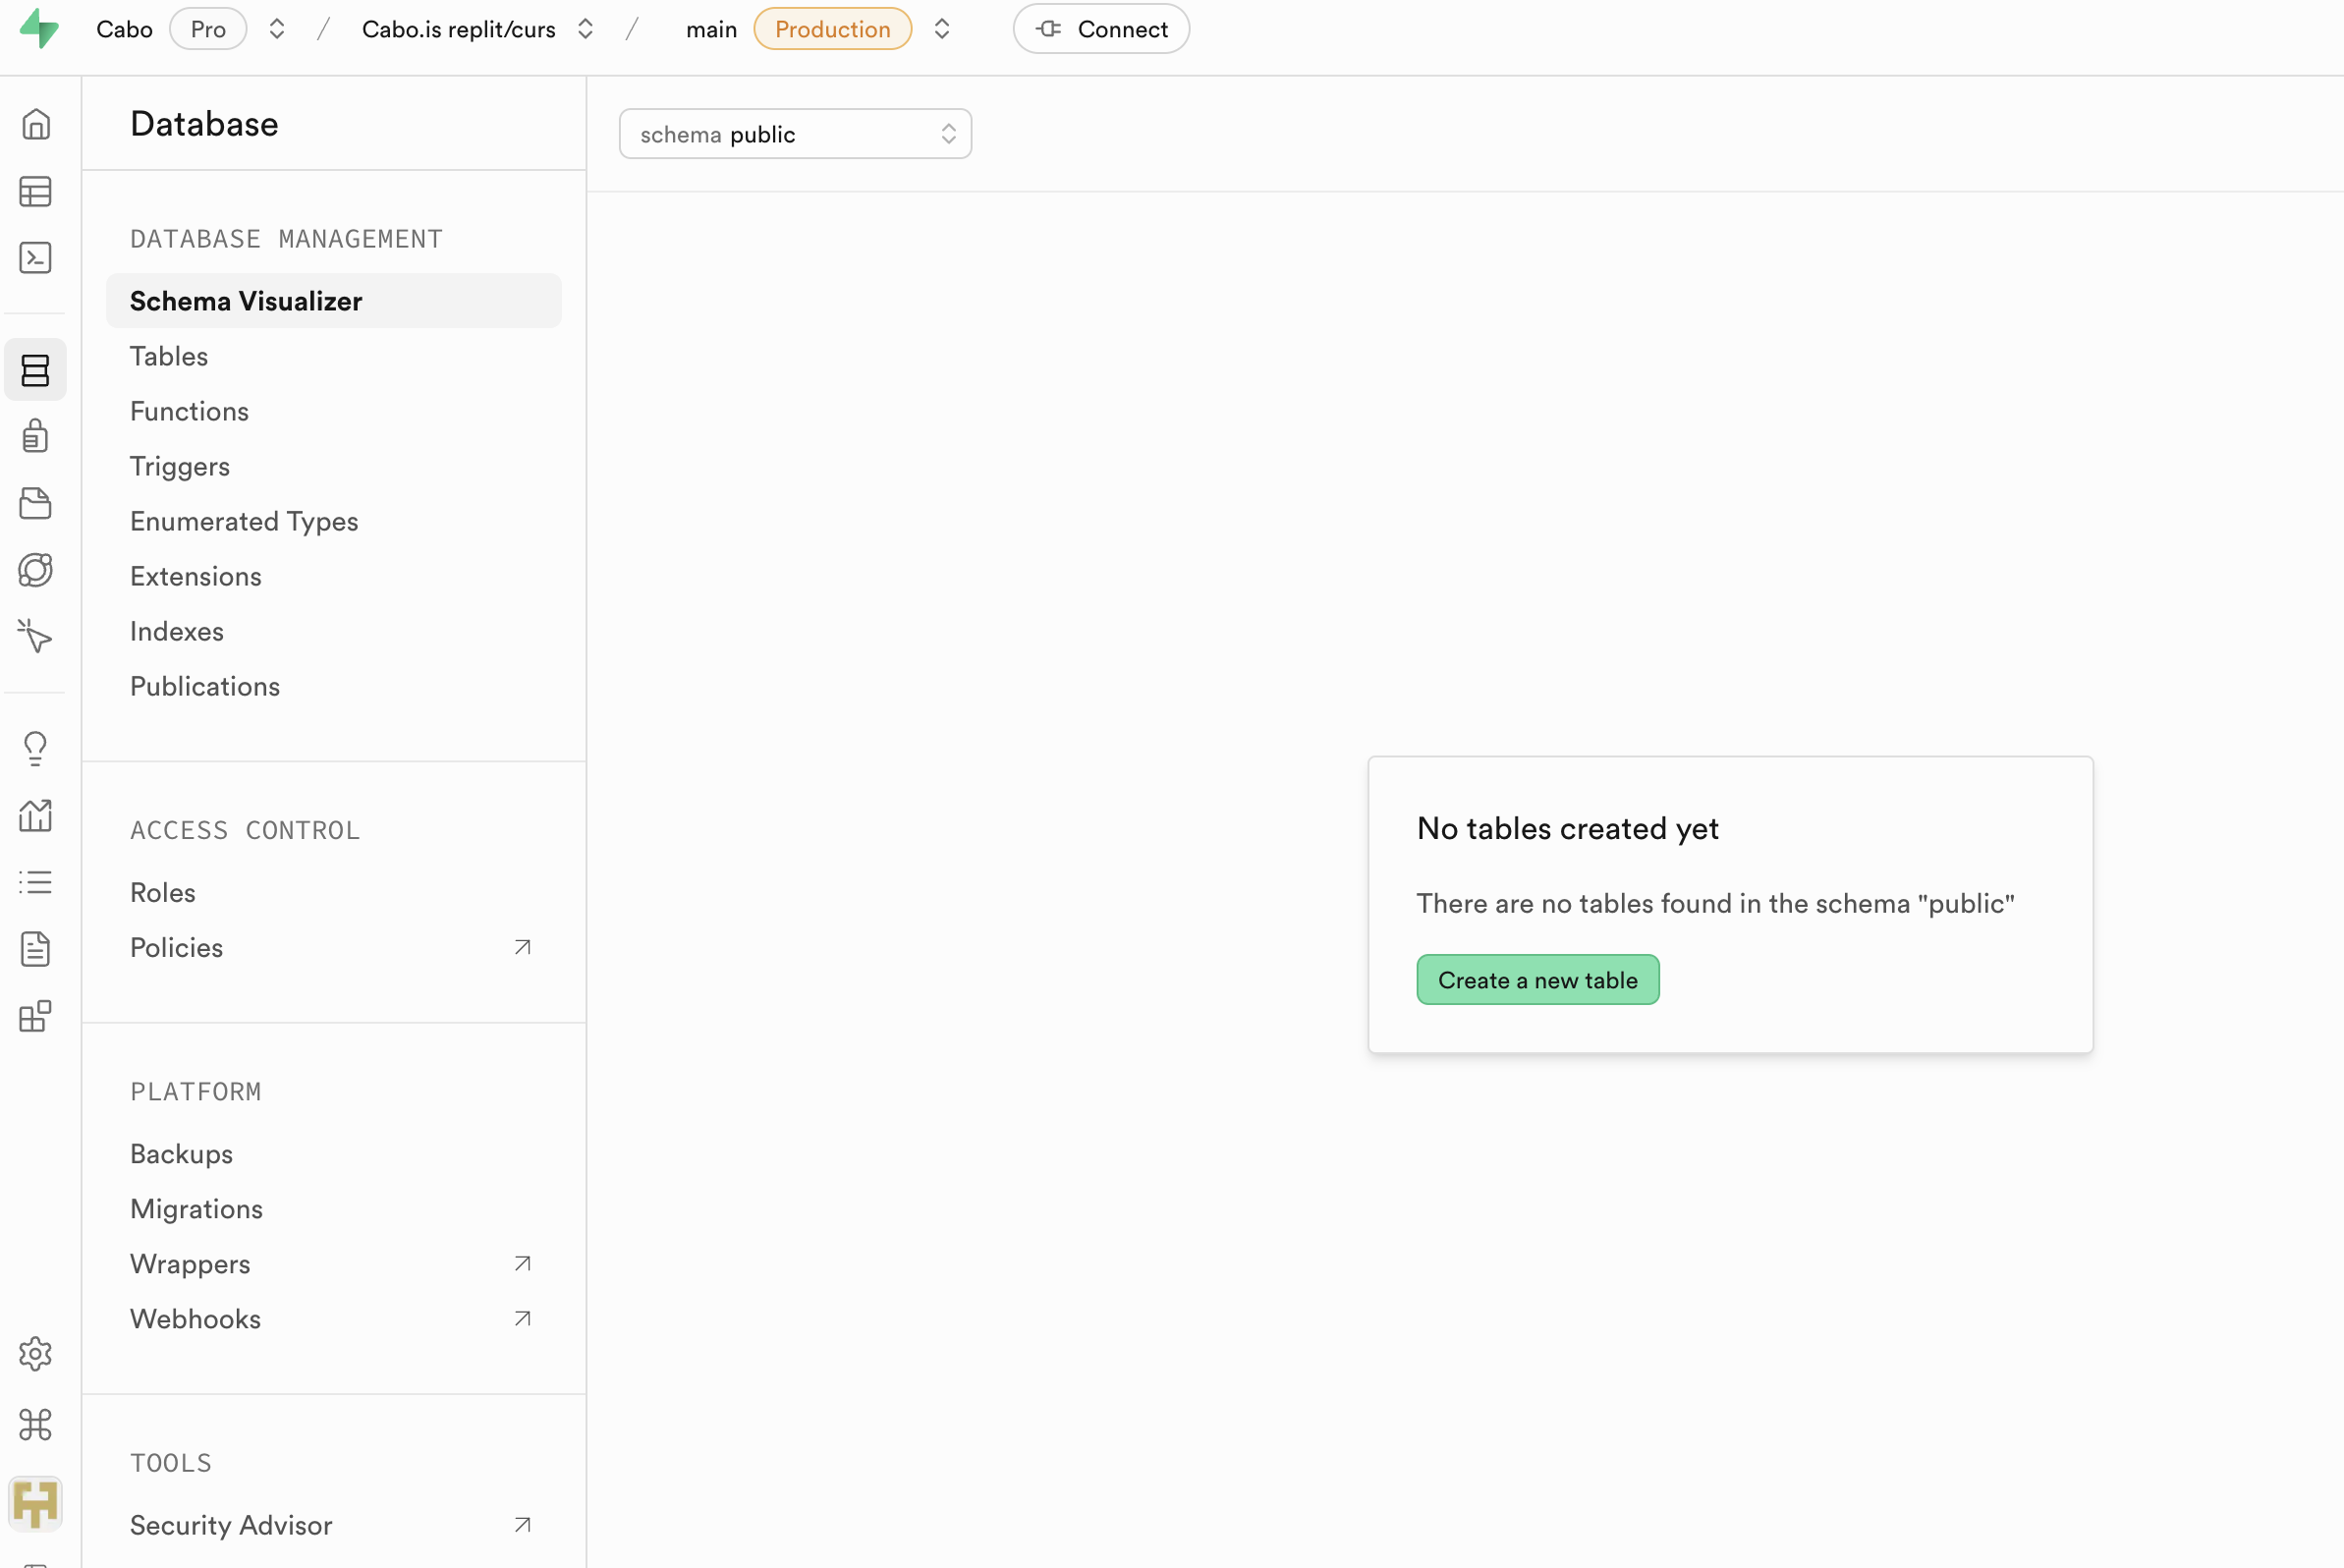 Cabo Pro / Cabo.is replit/curs / main Production Connect
Database
schema public
DATABASE MANAGEMENT
Schema Visualizer
Tables
Functions
Triggers
Enumerated Types
Extensions
Indexes
Publications
ACCESS CONTROL
Roles
Policies
PLATFORM
Backups
Migrations
Wrappers
Webhooks
TOOLS
Security Advisor
No tables created yet
There are no tables found in the schema "public"
Create a new table